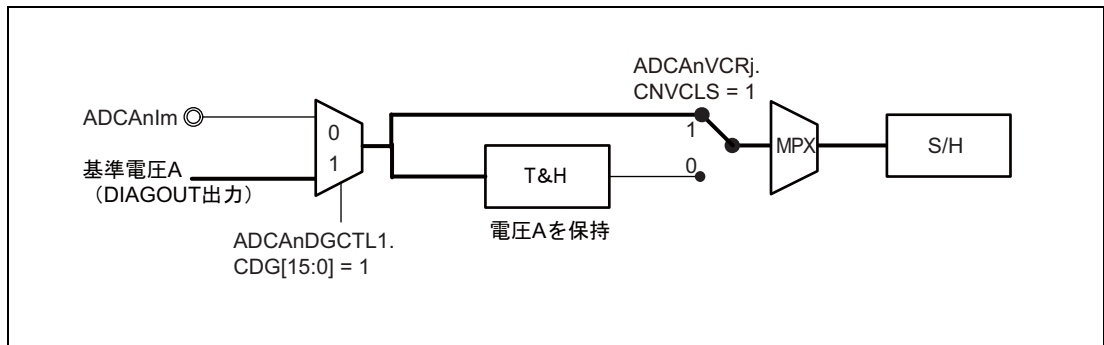 ADCAnVCRj.
CNVCLS = 1
ADCAnIm
0
1
基準電圧A
（DIAGOUT出力）
1
0
T&H
電圧Aを保持
MPX
S/H
ADCAnDGCTL1.
CDG[15:0] = 1